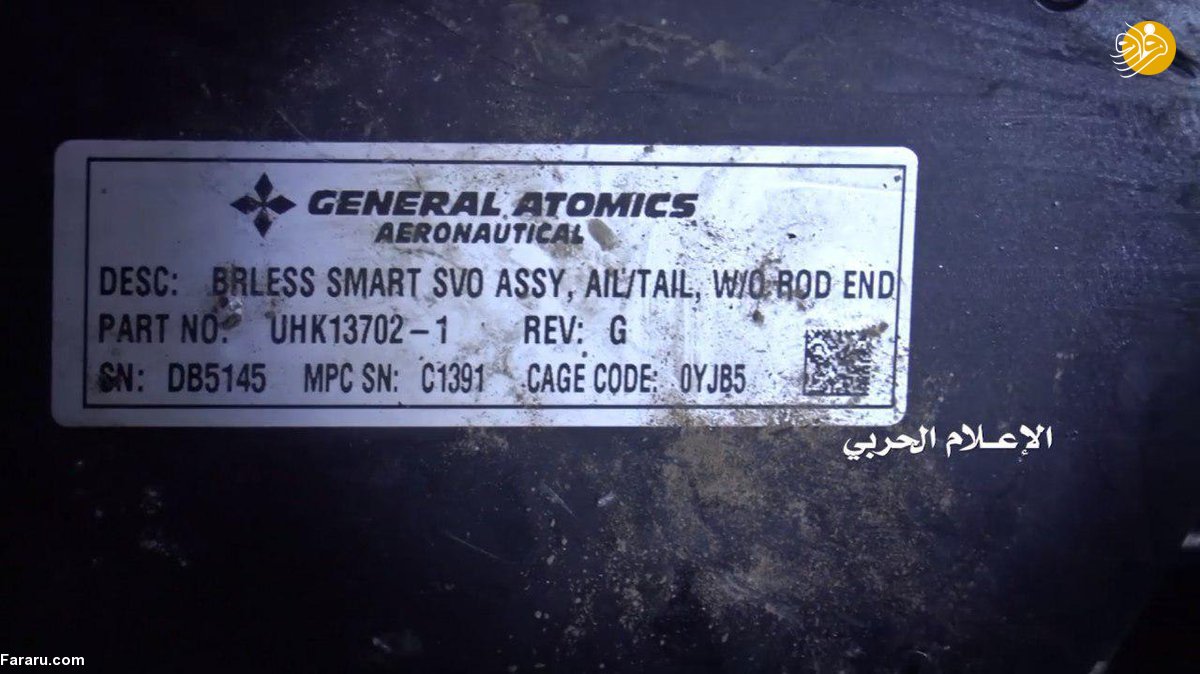 فرارو
GENERAL ATOMICS
AERONAUTICAL
DESC: BRLESS SMART SVO ASSY, AIL/TAIL, W/O ROD END
PART NO: UHK13702-1 REV: G
SN: DB5145 MPC SN: C1391 CAGE CODE: 0YJB5
الإعلام الحربي
Fararu.com